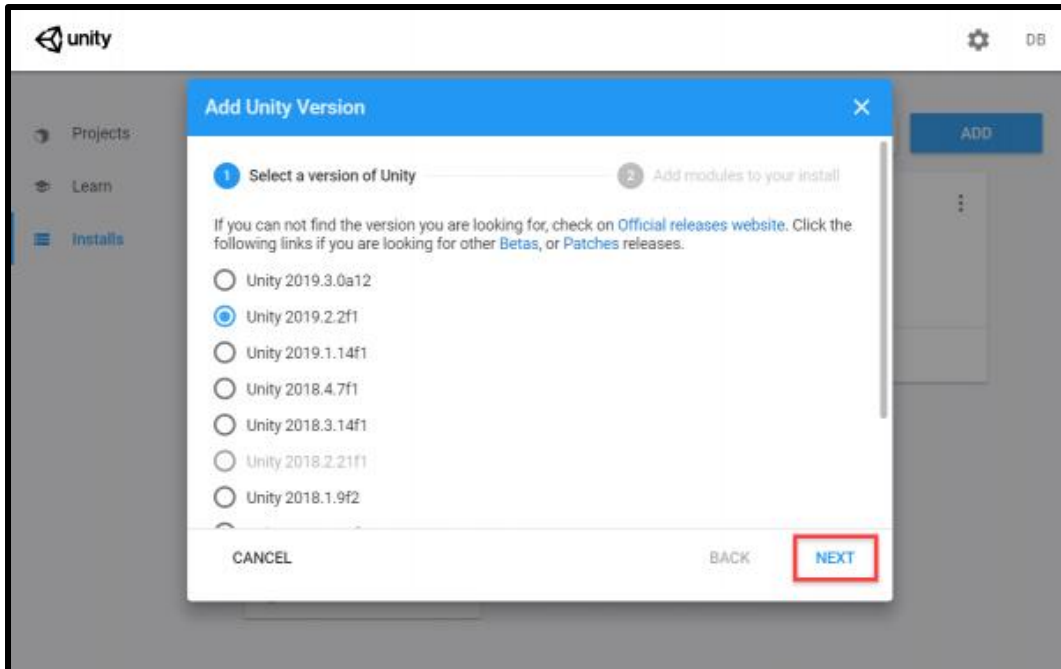 unity
DB
Add Unity Version
Projects
ADD
1 Select a version of Unity
2 Add modules to your install
Learn
If you can not find the version you are looking for, check on Official releases website. Click the
following links if you are looking for other Betas, or Patches releases.
Installs
Unity 2019.3.0a12
Unity 2019.2.2f1
Unity 2019.1.14f1
Unity 2018.4.7f1
Unity 2018.3.14f1
Unity 2018.2.21f1
Unity 2018.1.9f2
CANCEL
BACK
NEXT